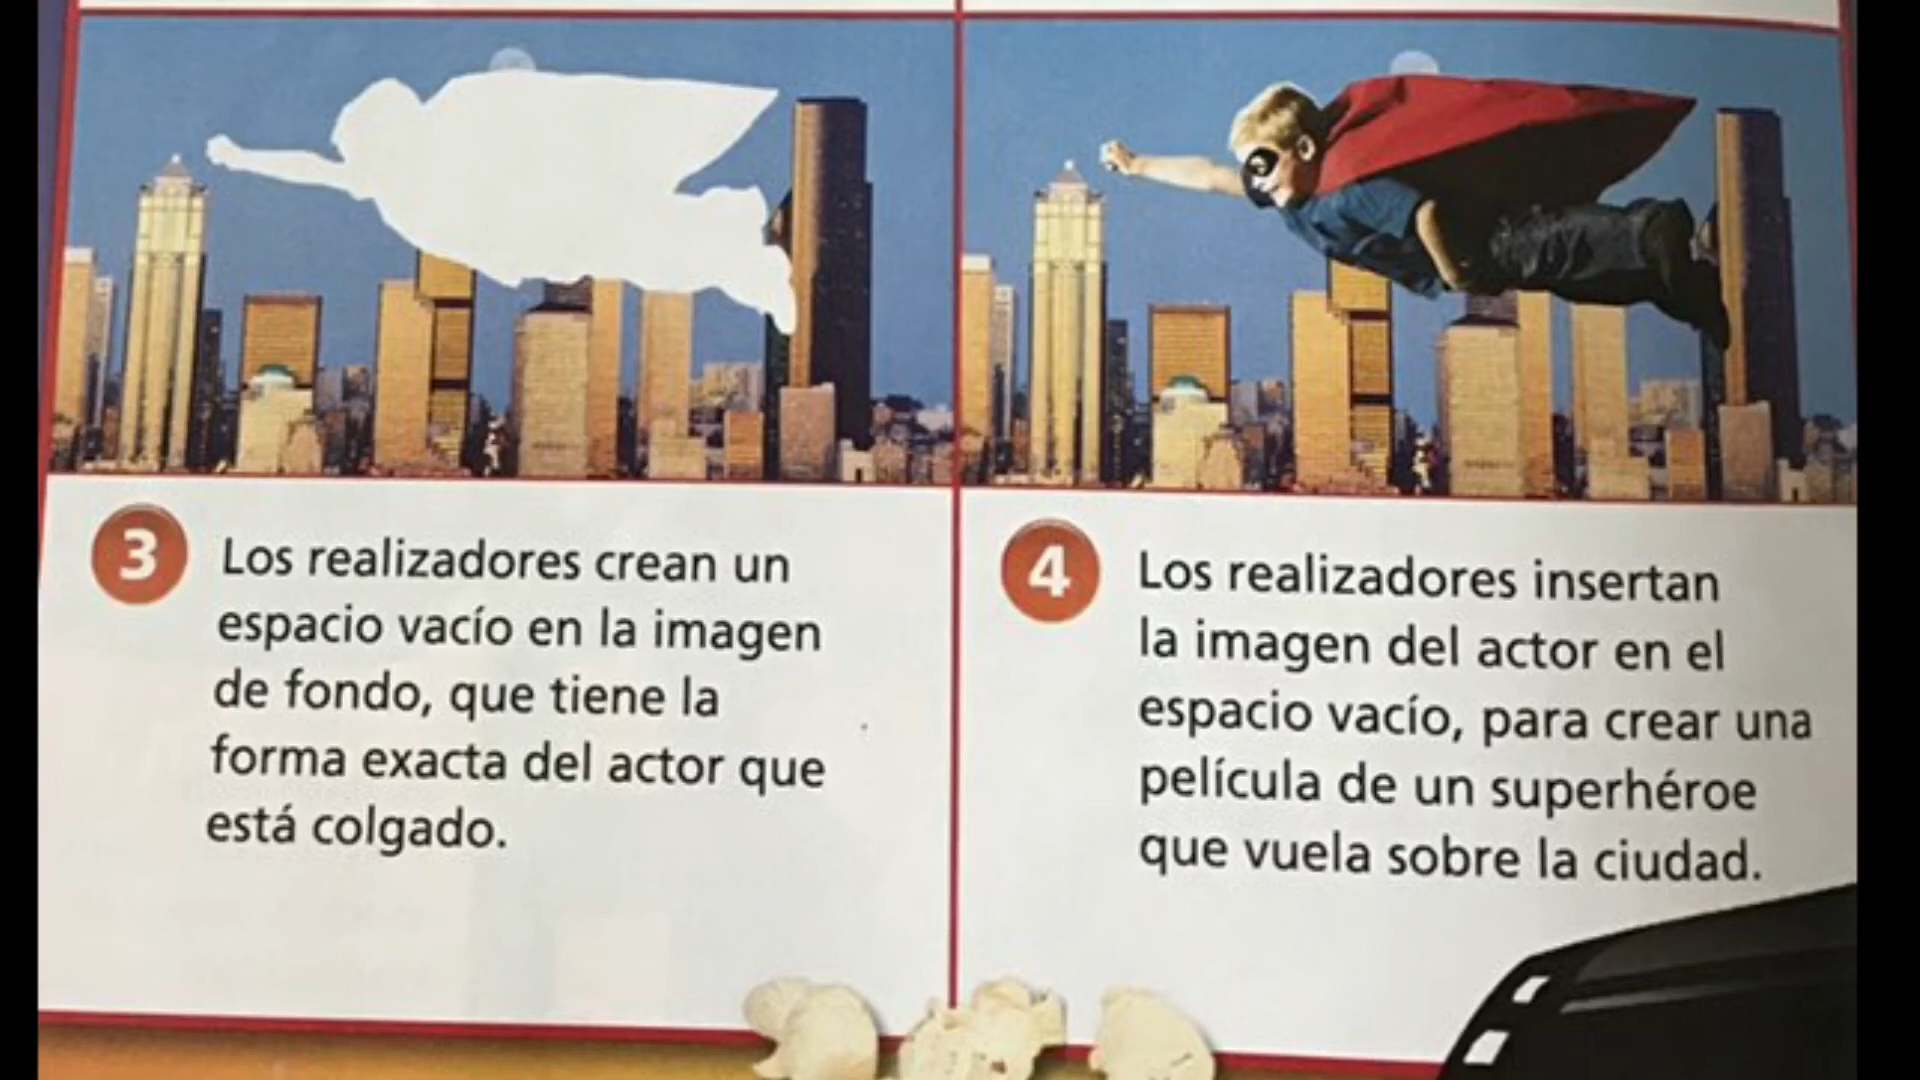 3
Los realizadores crean un
espacio vacío en la imagen
de fondo, que tiene la
forma exacta del actor que
está colgado.
4
Los realizadores insertan
la imagen del actor en el
espacio vacío, para crear una
película de un superhéroe
que vuela sobre la ciudad.